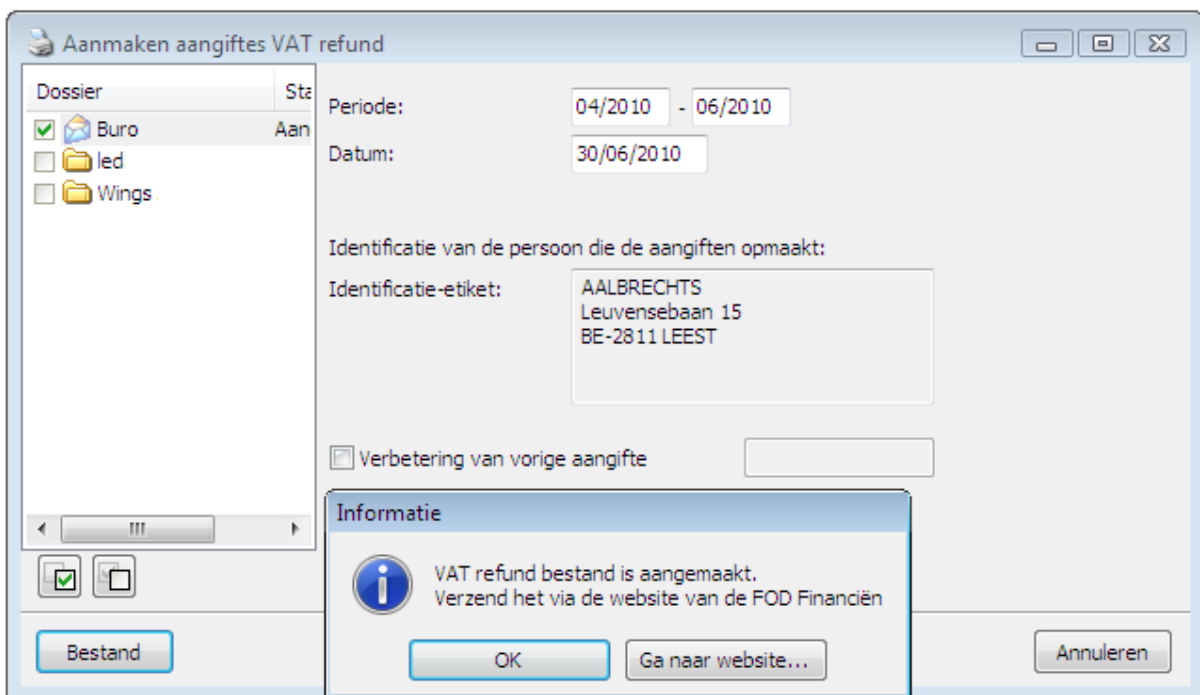 Aanmaken aangiftes VAT refund
Dossier Sta
Buro Aan
led
Wings
Periode: 04/2010 - 06/2010
Datum: 30/06/2010
Identificatie van de persoon die de aangiften opmaakt:
Identificatie-etiket: AALBRECHTS
Leuvensebaan 15
BE-2811 LEEST
Verbetering van vorige aangifte
Informatie
VAT refund bestand is aangemaakt.
Verzend het via de website van de FOD Financiën
OK Ga naar website...
Bestand Annuleren